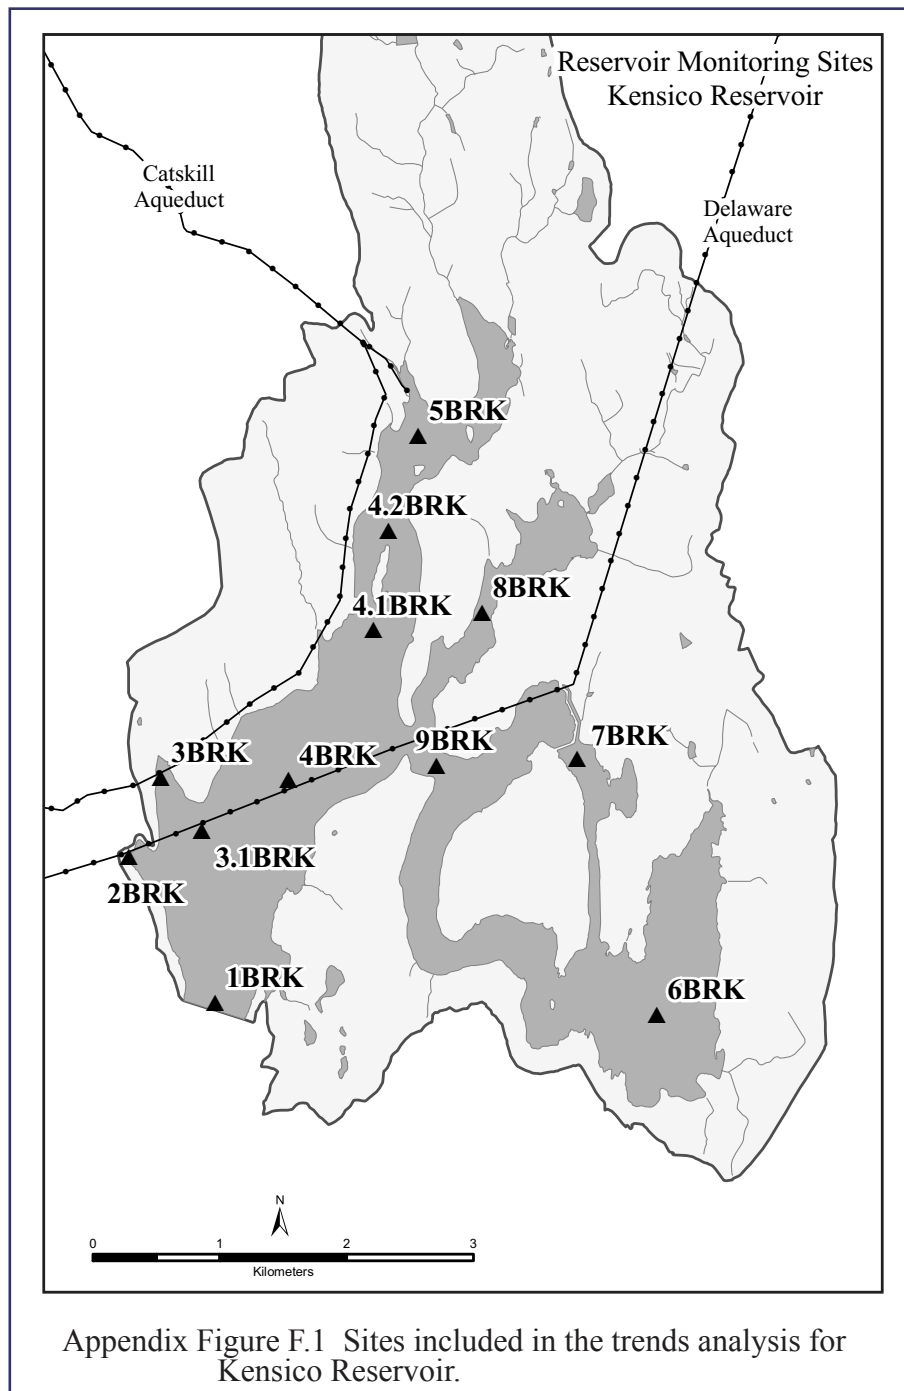 Reservoir Monitoring Sites
Kensico Reservoir
Catskill
Aqueduct
Delaware
Aqueduct
5BRK
4.2BRK
8BRK
4.1BRK
9BRK
7BRK
3BRK
4BRK
3.1BRK
2BRK
1BRK
6BRK
N
0 1 2 3
Kilometers
Appendix Figure F.1 Sites included in the trends analysis for
Kensico Reservoir.